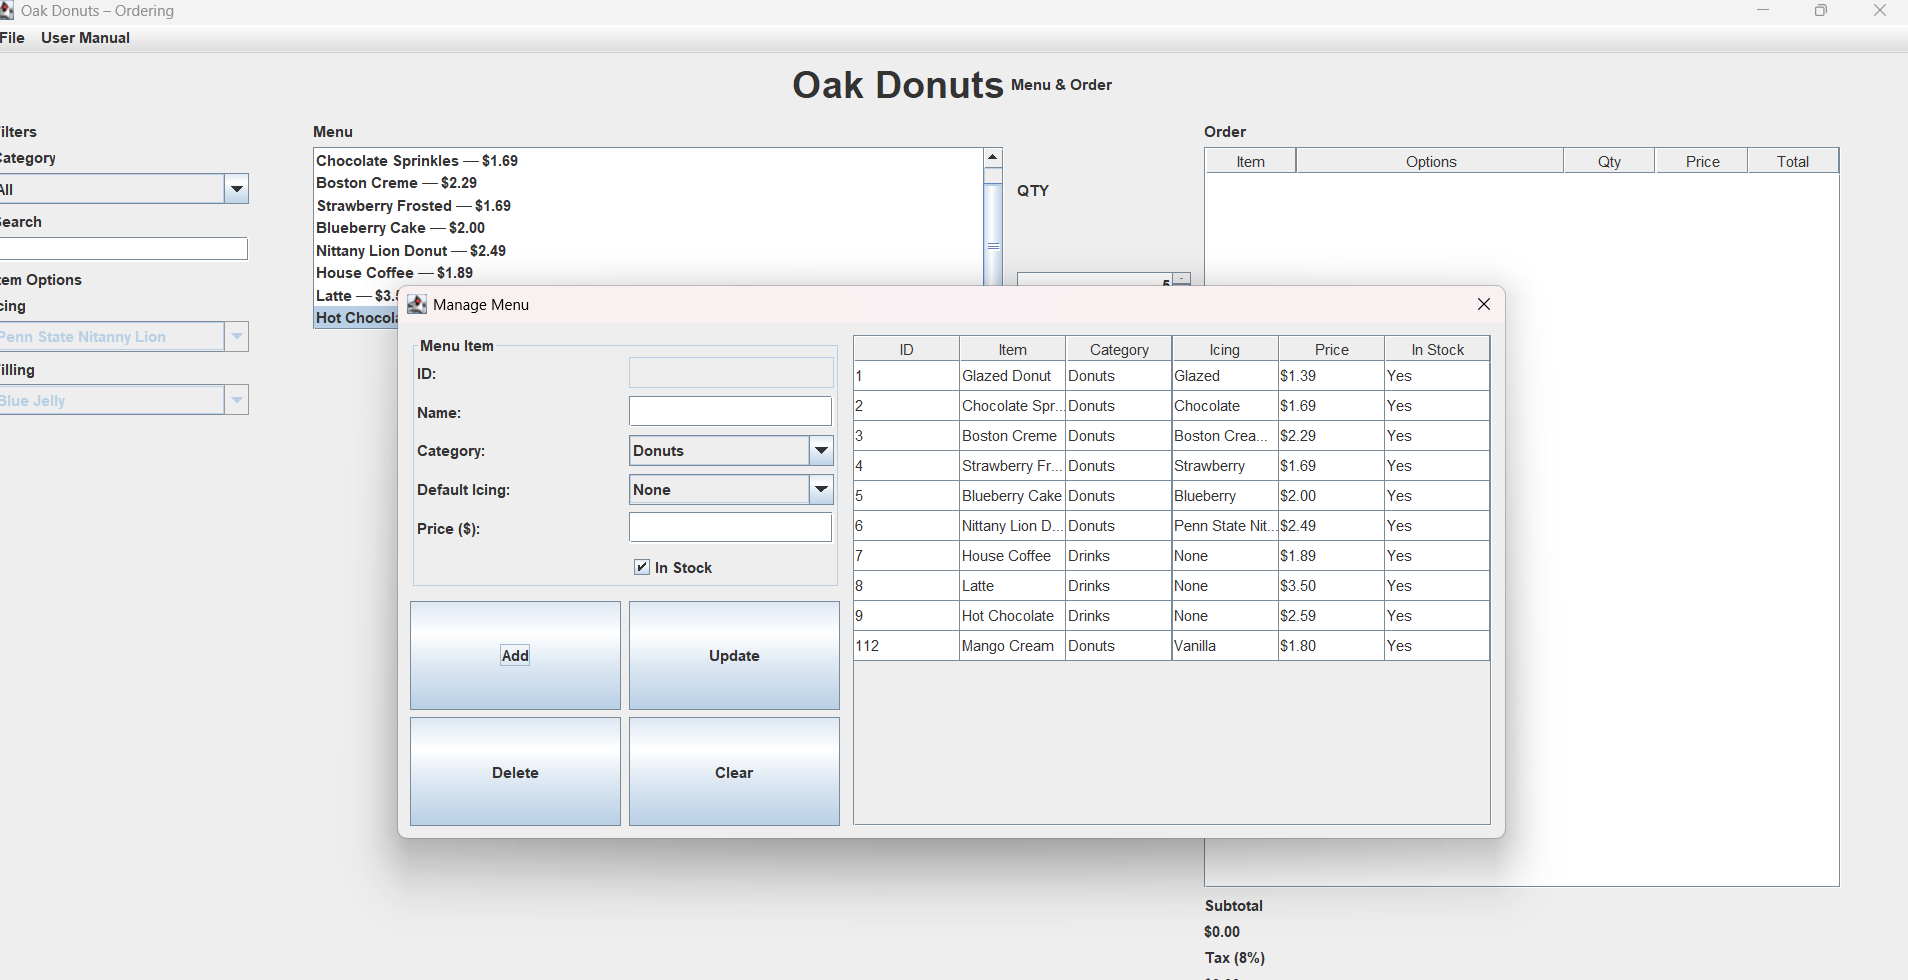 Oak Donuts – Ordering
File User Manual
Oak Donuts Menu & Order
ilters
ategory
All
earch
em Options
cing
Penn State Nitanny Lion
illing
Blue Jelly
Menu
Chocolate Sprinkles — $1.69
Boston Creme — $2.29
Strawberry Frosted — $1.69
Blueberry Cake — $2.00
Nittany Lion Donut — $2.49
House Coffee — $1.89
Latte — $3.5
Hot Chocola
QTY
5
Order
Item Options Qty Price Total
Manage Menu
Menu Item
ID:
Name:
Category: Donuts
Default Icing: None
Price ($):
In Stock
Add Update
Delete Clear
ID Item Category Icing Price In Stock
1 Glazed Donut Donuts Glazed $1.39 Yes
2 Chocolate Spr... Donuts Chocolate $1.69 Yes
3 Boston Creme Donuts Boston Crea... $2.29 Yes
4 Strawberry Fr... Donuts Strawberry $1.69 Yes
5 Blueberry Cake Donuts Blueberry $2.00 Yes
6 Nittany Lion D... Donuts Penn State Nit... $2.49 Yes
7 House Coffee Drinks None $1.89 Yes
8 Latte Drinks None $3.50 Yes
9 Hot Chocolate Drinks None $2.59 Yes
112 Mango Cream Donuts Vanilla $1.80 Yes
Subtotal
$0.00
Tax (8%)